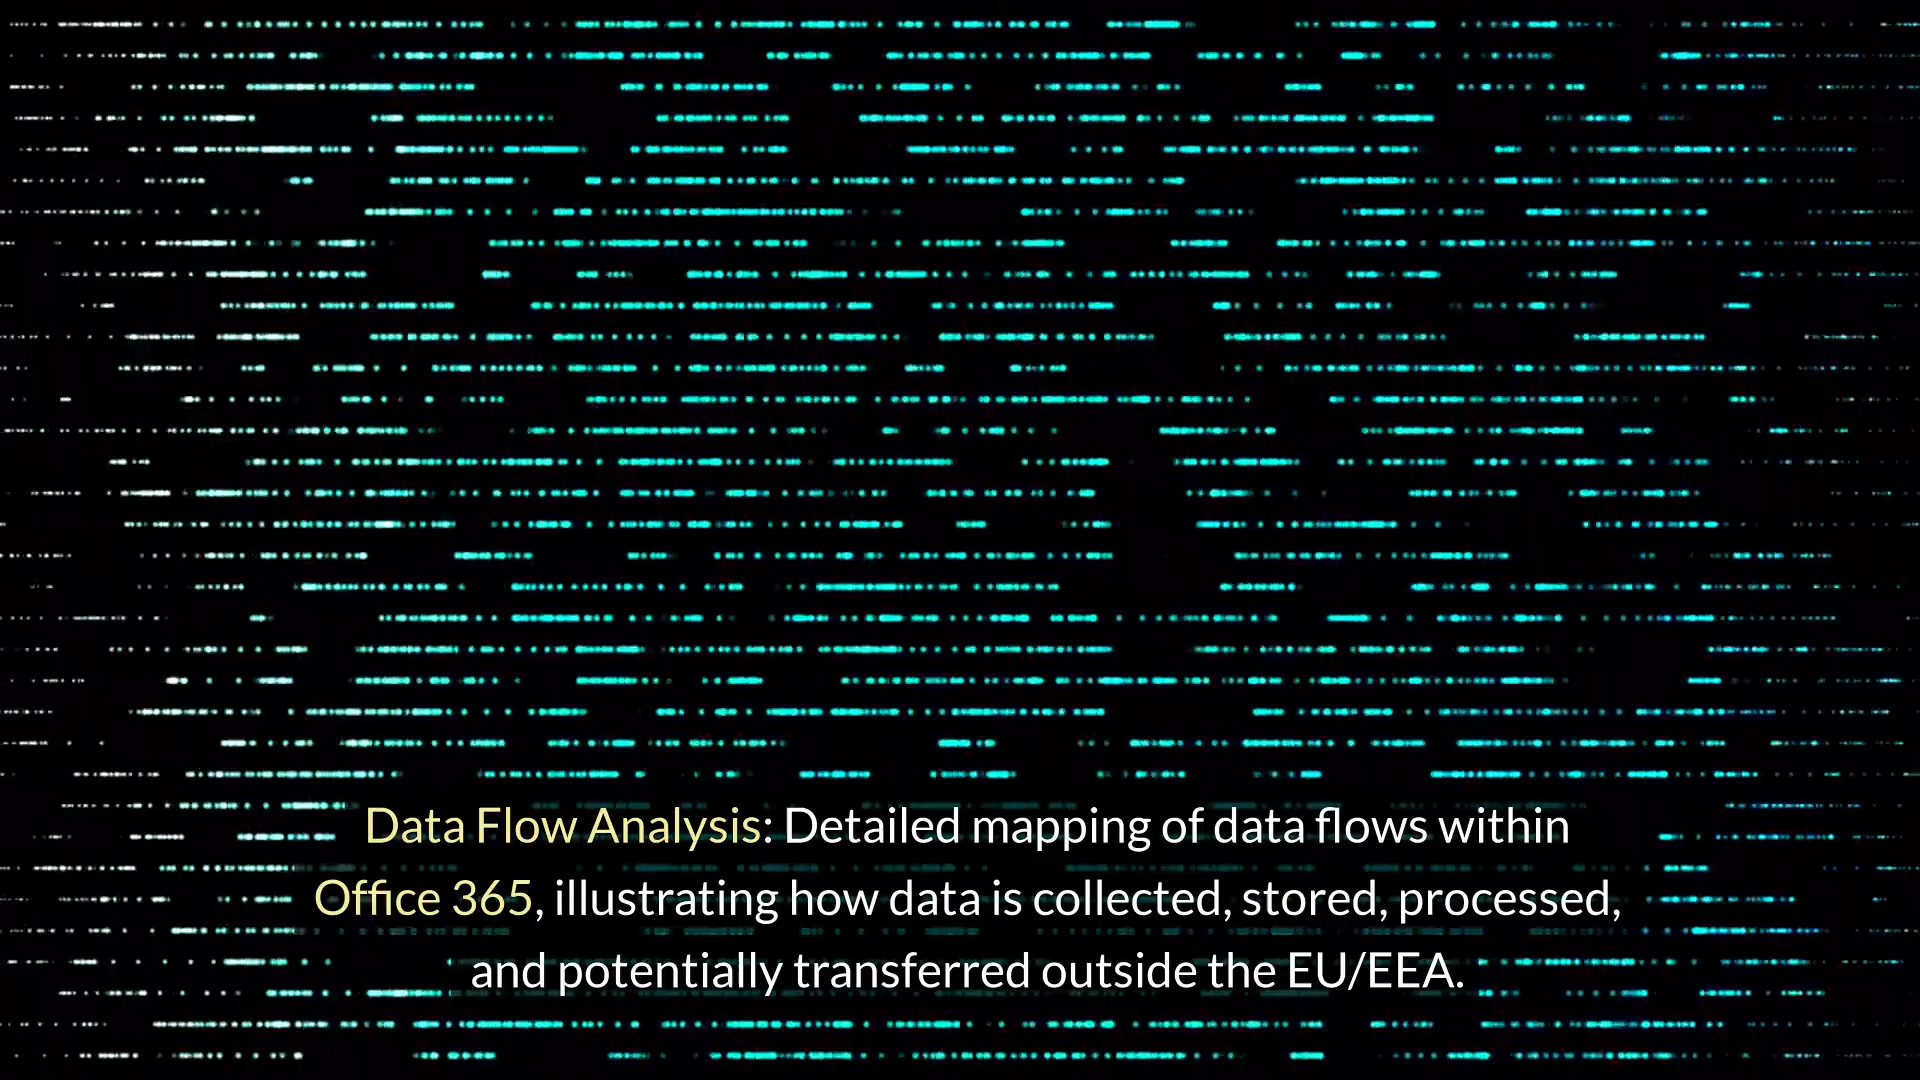 Data Flow Analysis: Detailed mapping of data flows within
Office 365, illustrating how data is collected, stored, processed,
and potentially transferred outside the EU/EEA.